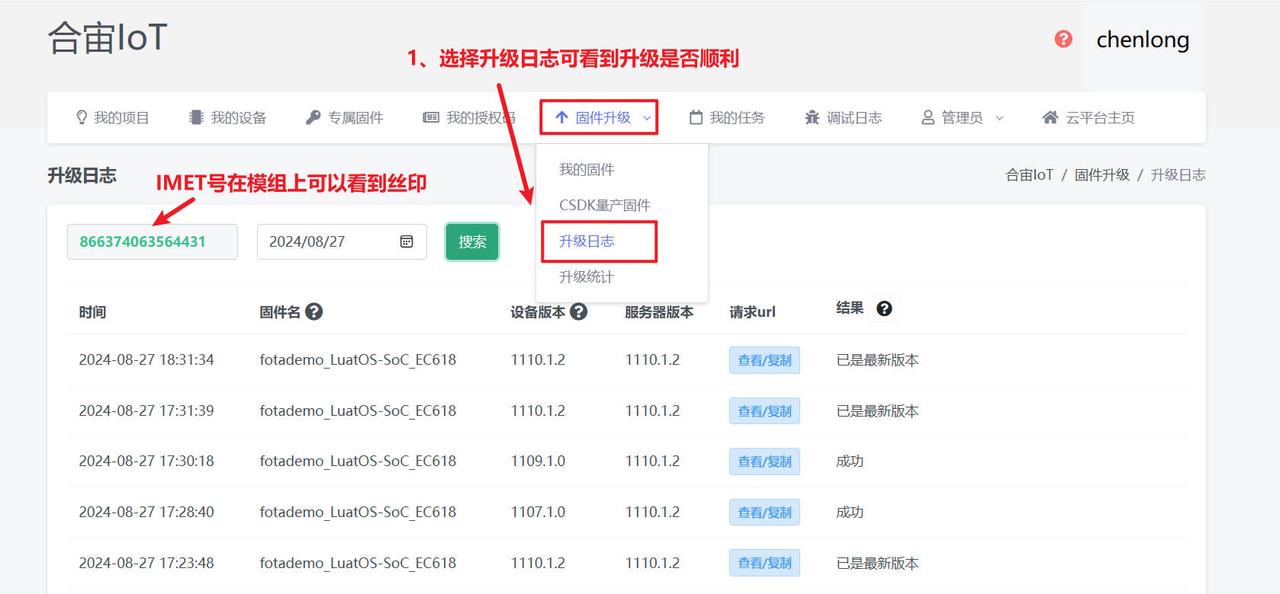 合宙IoT
1、选择升级日志可看到升级是否顺利
chenlong
我的项目 我的设备 专属固件 我的授权码 固件升级 我的任务 调试日志 管理员 云平台主页
升级日志
IMET号在模组上可以看到丝印
我的固件
CSDK量产固件
升级日志
升级统计
合宙IoT / 固件升级 / 升级日志
866374063564431 2024/08/27 搜索
时间 固件名 ? 设备版本 ? 服务器版本 请求url 结果 ?
2024-08-27 18:31:34 fotademo_LuatOS-SoC_EC618 1110.1.2 1110.1.2 查看/复制 已是最新版本
2024-08-27 17:31:39 fotademo_LuatOS-SoC_EC618 1110.1.2 1110.1.2 查看/复制 已是最新版本
2024-08-27 17:30:18 fotademo_LuatOS-SoC_EC618 1109.1.0 1110.1.2 查看/复制 成功
2024-08-27 17:28:40 fotademo_LuatOS-SoC_EC618 1107.1.0 1110.1.2 查看/复制 成功
2024-08-27 17:23:48 fotademo_LuatOS-SoC_EC618 1110.1.2 1110.1.2 查看/复制 已是最新版本